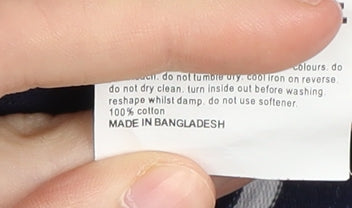 colours. do
do not tumble dry. cool iron on reverse.
do not dry clean. turn inside out before washing.
reshape whilst damp. do not use softener.
100% cotton
MADE IN BANGLADESH